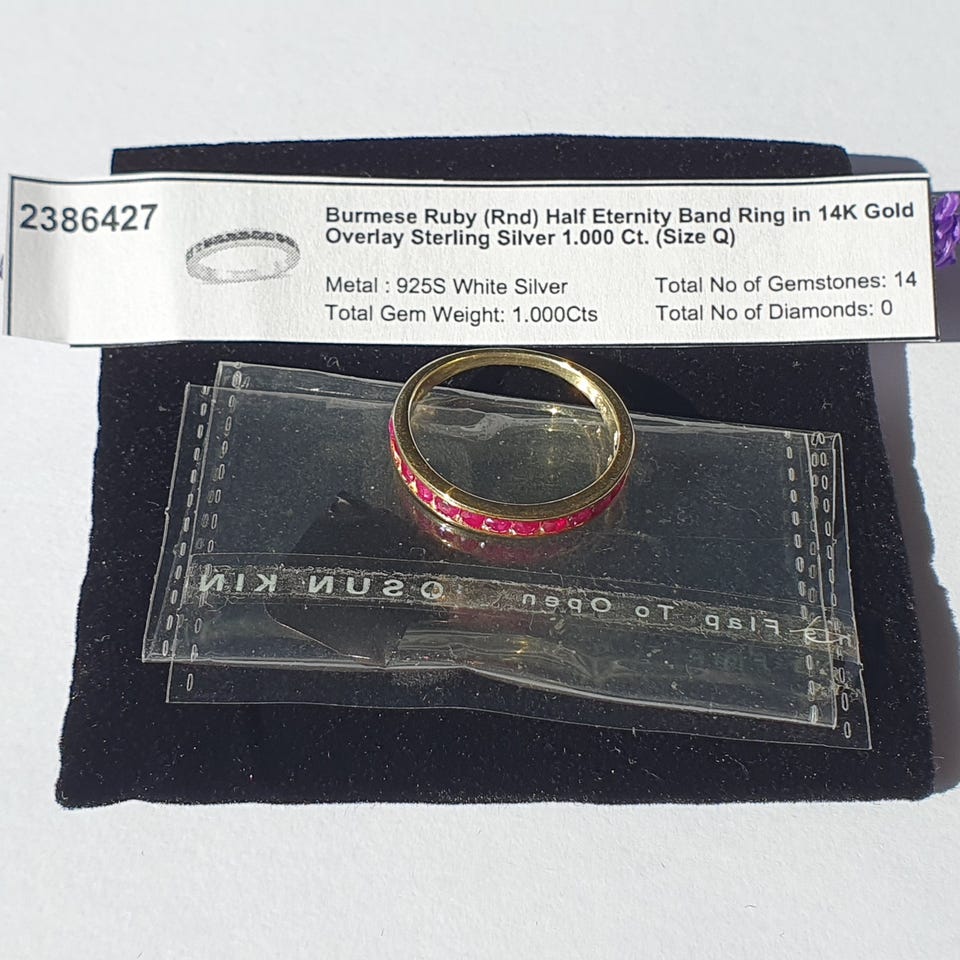 2386427
Burmese Ruby (Rnd) Half Eternity Band Ring in 14K Gold
Overlay Sterling Silver 1.000 Ct. (Size Q)
Metal : 925S White Silver
Total No of Gemstones: 14
Total Gem Weight: 1.000Cts
Total No of Diamonds: 0
Flap To Open
SUN KIN